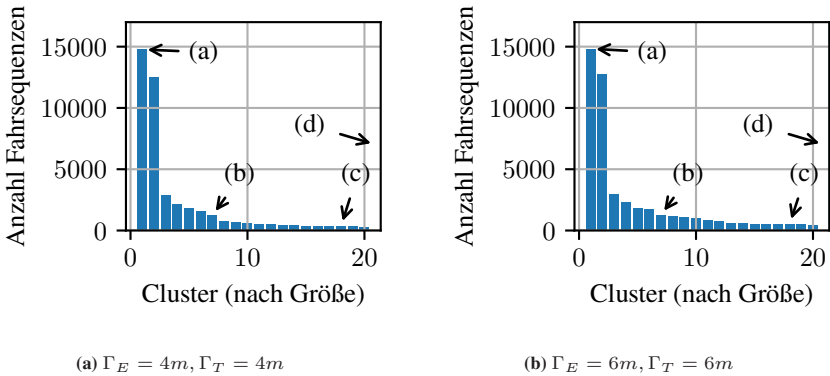 Anzahl Fahrsequenzen
15000
10000
5000
0
(a)
(b)
(c)
(d)
0
10
20
Cluster (nach Größe)
(a) Γ_E = 4m, Γ_T = 4m
Anzahl Fahrsequenzen
15000
10000
5000
0
(a)
(b)
(c)
(d)
0
10
20
Cluster (nach Größe)
(b) Γ_E = 6m, Γ_T = 6m